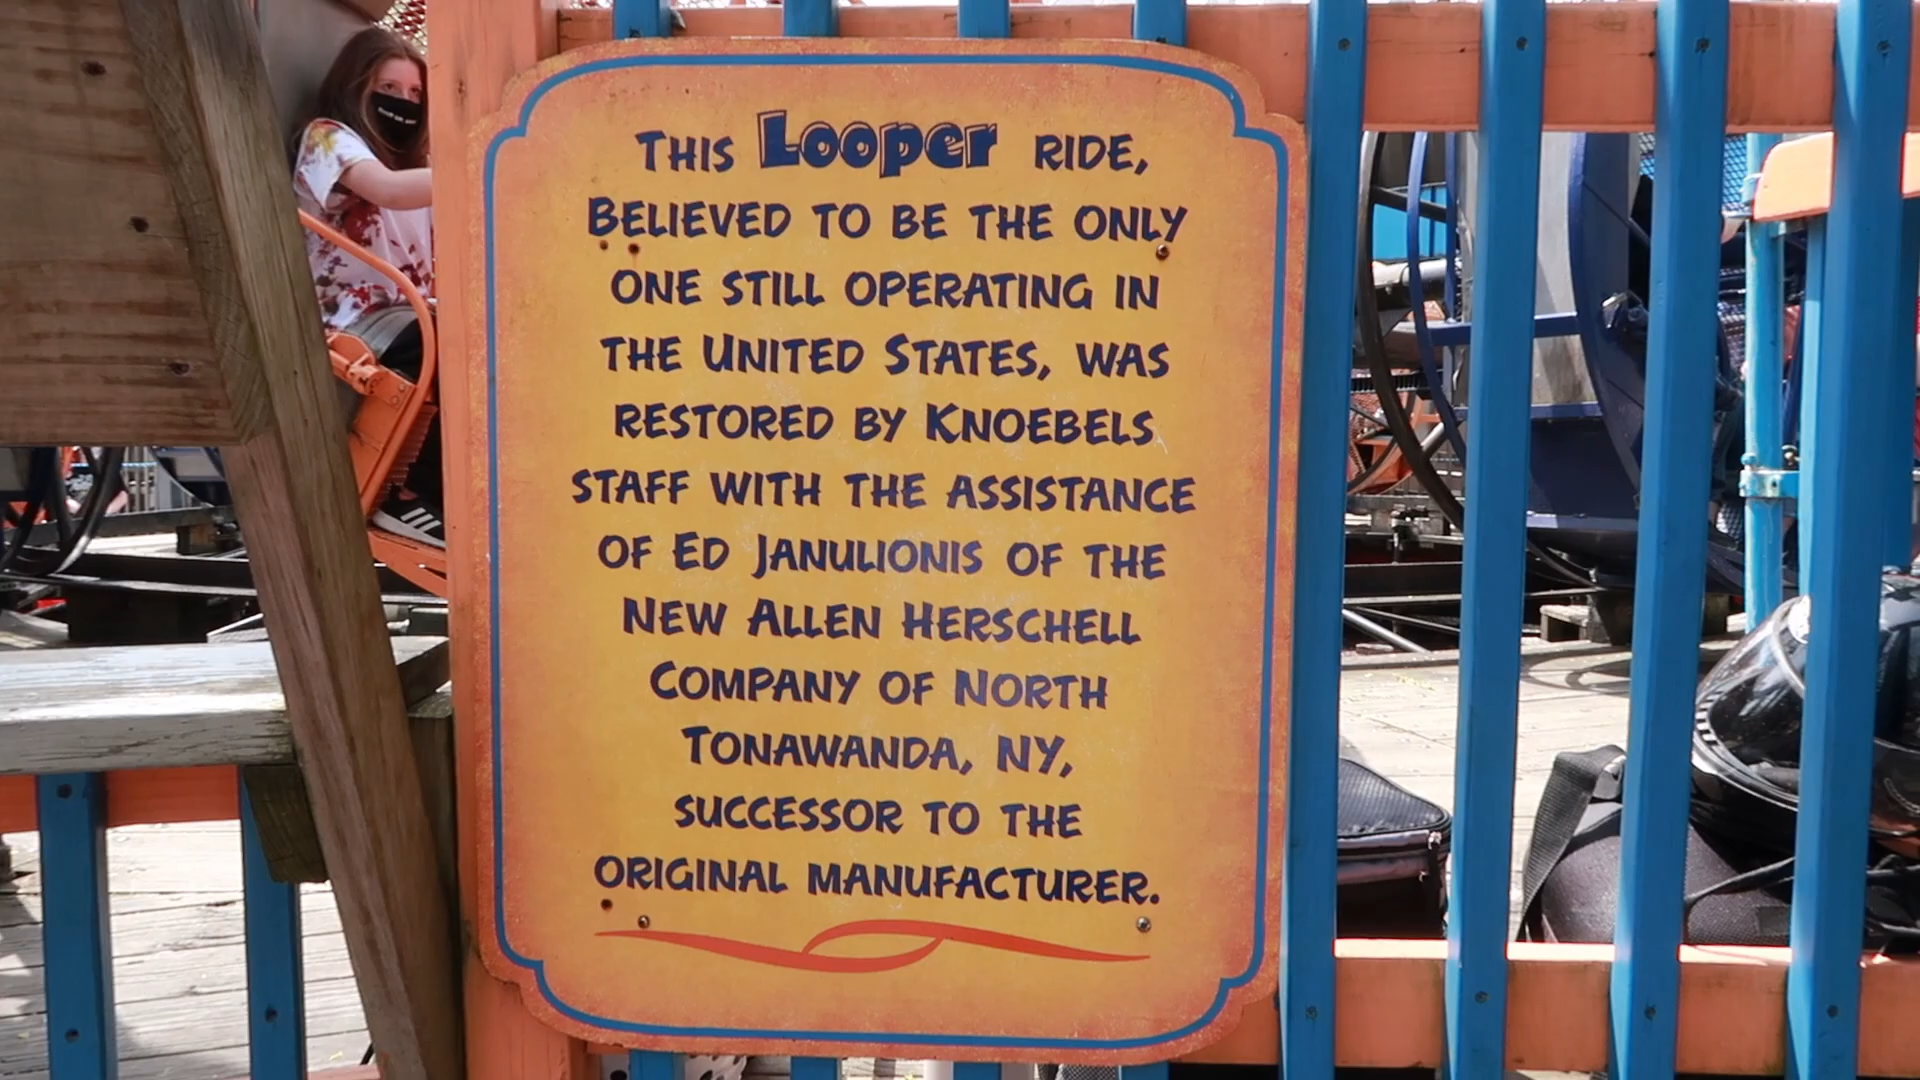 THIS Looper RIDE,
BELIEVED TO BE THE ONLY
ONE STILL OPERATING IN
THE UNITED STATES, WAS
RESTORED BY KNOEBELS
STAFF WITH THE ASSISTANCE
OF ED JANULIONIS OF THE
NEW ALLEN HERSCHELL
COMPANY OF NORTH
TONAWANDA, NY,
SUCCESSOR TO THE
ORIGINAL MANUFACTURER.